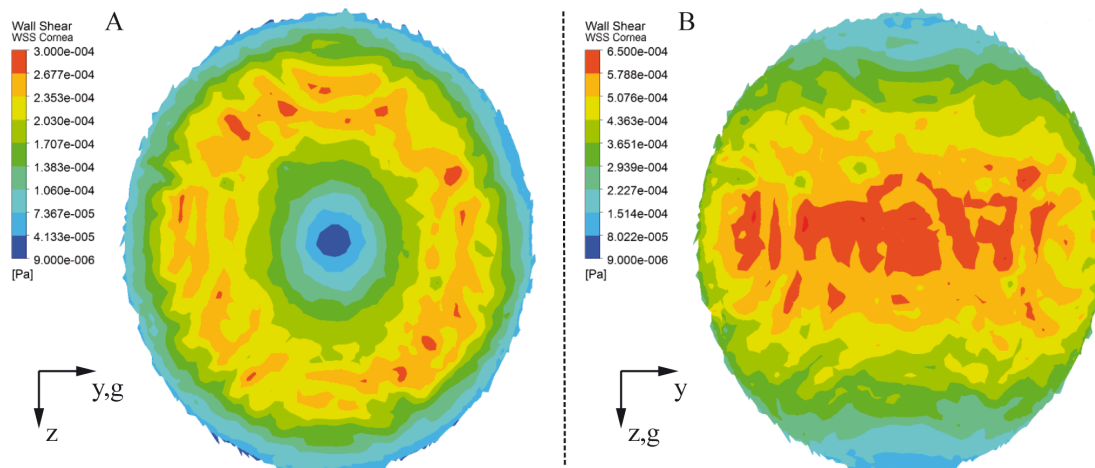 A
Wall Shear
WSS Cornea
3.000e-004
2.677e-004
2.353e-004
2.030e-004
1.707e-004
1.383e-004
1.060e-004
7.367e-005
4.133e-005
9.000e-006
[Pa]
y,g
z
B
Wall Shear
WSS Cornea
6.500e-004
5.788e-004
5.076e-004
4.363e-004
3.651e-004
2.939e-004
2.227e-004
1.514e-004
8.022e-005
9.000e-006
[Pa]
y
z,g